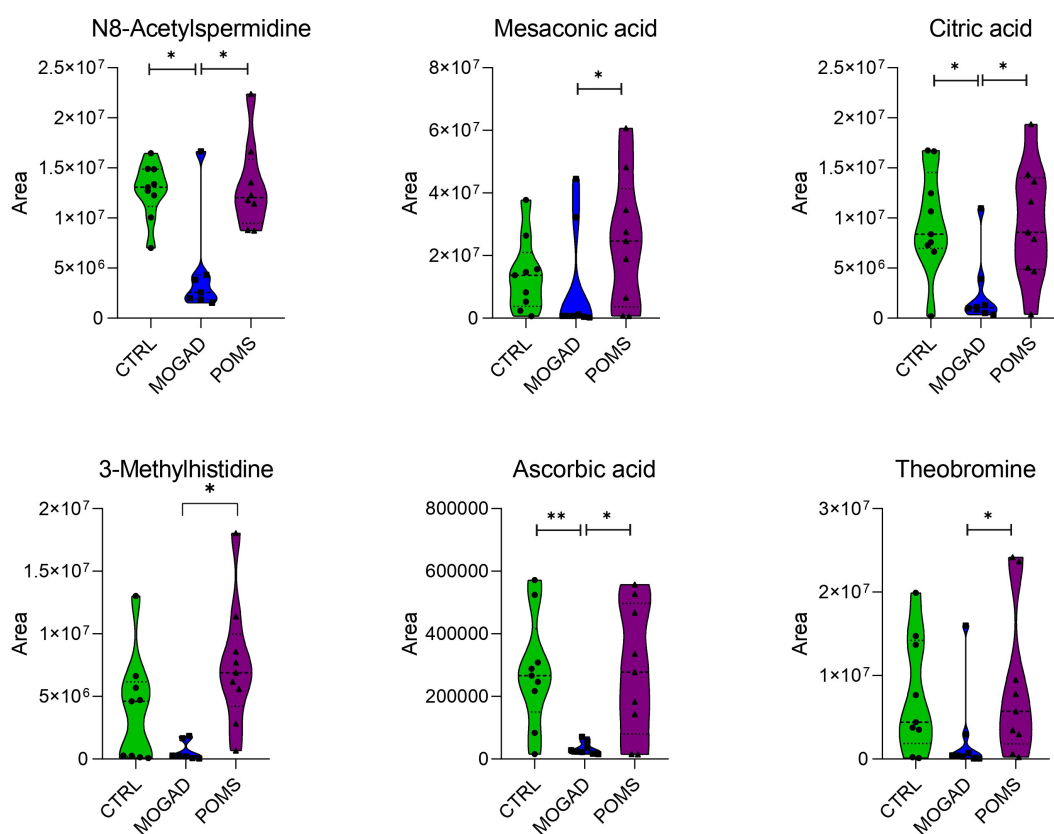 N8-Acetylspermidine
* *
2.5×10⁷
2×10⁷
1.5×10⁷
1×10⁷
5×10⁶
0
Area
CTRL
MOGAD
POMS
Mesaconic acid
*
8×10⁷
6×10⁷
4×10⁷
2×10⁷
0
Area
CTRL
MOGAD
POMS
Citric acid
* *
2.5×10⁷
2×10⁷
1.5×10⁷
1×10⁷
5×10⁶
0
Area
CTRL
MOGAD
POMS
3-Methylhistidine
*
2×10⁷
1.5×10⁷
1×10⁷
5×10⁶
0
Area
CTRL
MOGAD
POMS
Ascorbic acid
** *
800000
600000
400000
200000
0
Area
CTRL
MOGAD
POMS
Theobromine
*
3×10⁷
2×10⁷
1×10⁷
0
Area
CTRL
MOGAD
POMS